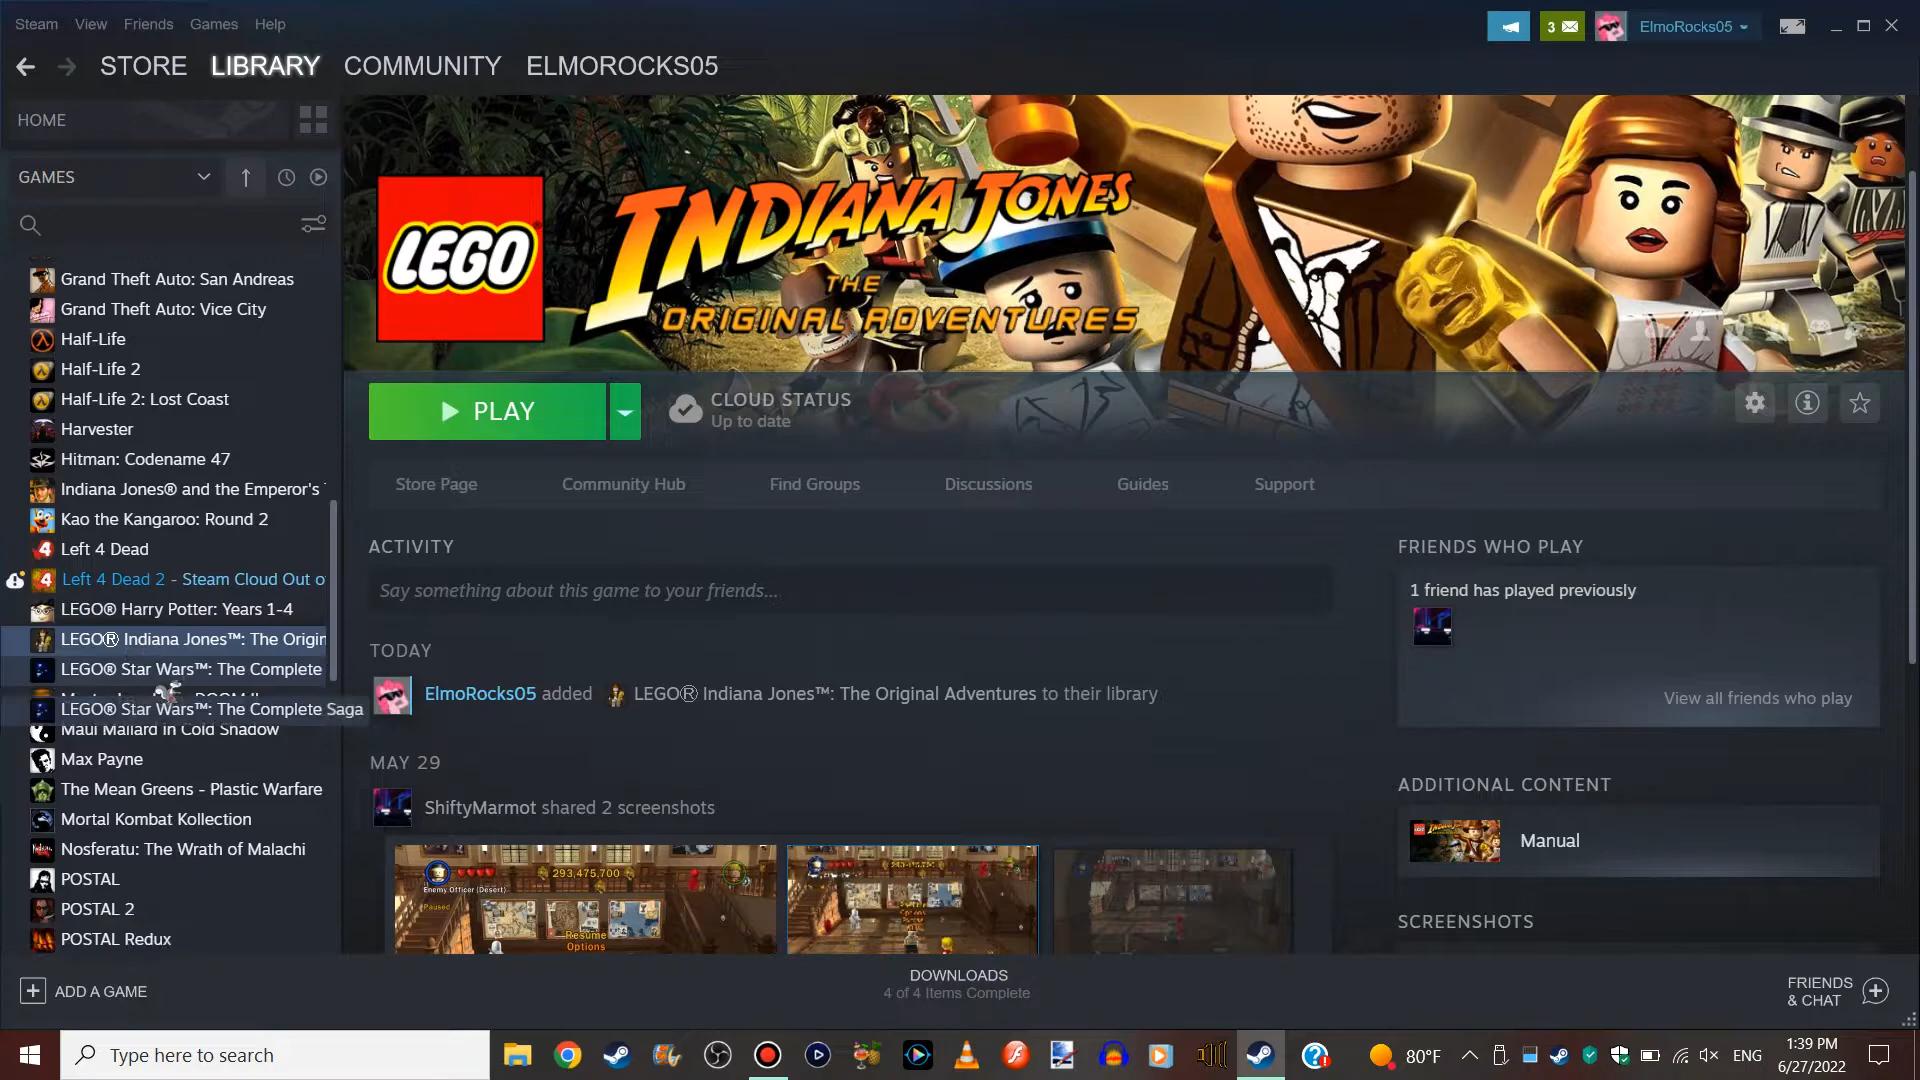 Steam View Friends Games Help
3
ElmoRocks05
STORE LIBRARY COMMUNITY ELMOROCKS05
HOME
GAMES
Grand Theft Auto: San Andreas
Grand Theft Auto: Vice City
Half-Life
Half-Life 2
Half-Life 2: Lost Coast
Harvester
Hitman: Codename 47
Indiana Jones® and the Emperor's
Kao the Kangaroo: Round 2
Left 4 Dead
Left 4 Dead 2 - Steam Cloud Out o
LEGO® Harry Potter: Years 1-4
LEGO® Indiana Jones™: The Origin
LEGO® Star Wars™: The Complete
LEGO® Star Wars™: The Complete Saga
Maui Mallard in Cold Shadow
Max Payne
The Mean Greens - Plastic Warfare
Mortal Kombat Kollection
Nosferatu: The Wrath of Malachi
POSTAL
POSTAL 2
POSTAL Redux
ADD A GAME
LEGO
INDIANA JONES
THE
ORIGINAL ADVENTURES
PLAY
CLOUD STATUS
Up to date
Store Page Community Hub Find Groups Discussions Guides Support
ACTIVITY
Say something about this game to your friends...
TODAY
ElmoRocks05 added LEGO® Indiana Jones™: The Original Adventures to their library
MAY 29
ShiftyMarmot shared 2 screenshots
293,475,700
Enemy Officer (Desert)
Paused
Resume
Options
FRIENDS WHO PLAY
1 friend has played previously
View all friends who play
ADDITIONAL CONTENT
Manual
SCREENSHOTS
DOWNLOADS
4 of 4 Items Complete
FRIENDS
& CHAT
Type here to search
80°F
ENG
1:39 PM
6/27/2022